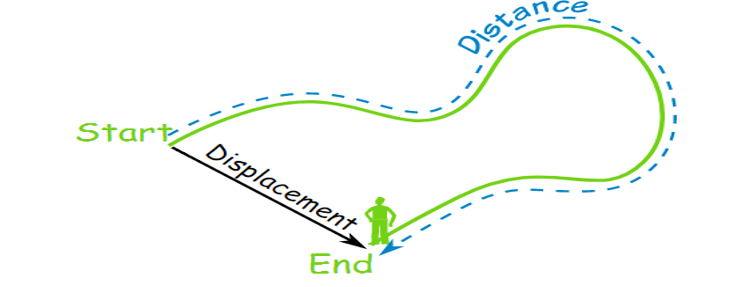 Distance
Start
Displacement
End